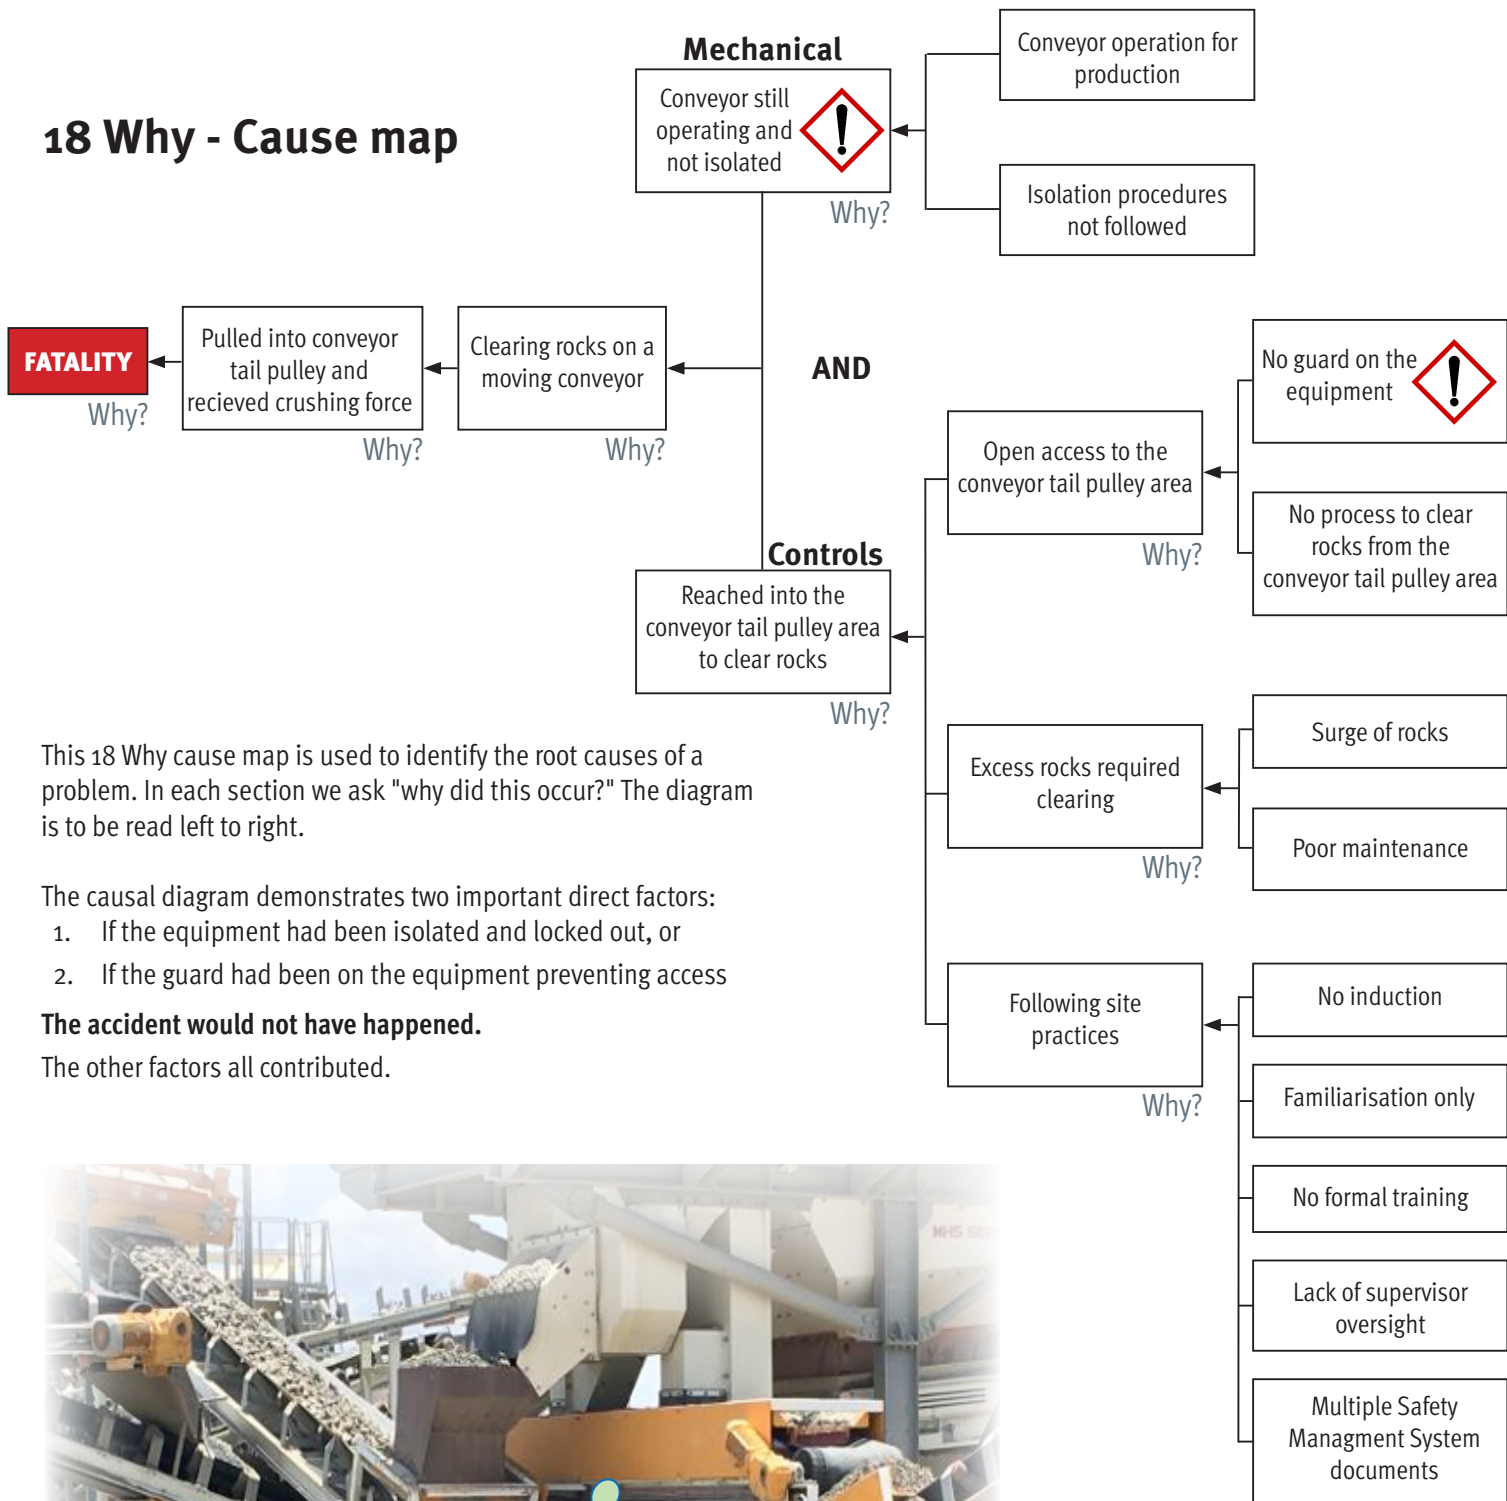 18 Why - Cause map
Mechanical
Conveyor still
operating and
not isolated
Why?
Conveyor operation for
production
Isolation procedures
not followed
FATALITY
Why?
Pulled into conveyor
tail pulley and
recieved crushing force
Why?
Clearing rocks on a
moving conveyor
Why?
AND
Controls
Reached into the
conveyor tail pulley area
to clear rocks
Why?
Open access to the
conveyor tail pulley area
Why?
No guard on the
equipment
No process to clear
rocks from the
conveyor tail pulley area
Excess rocks required
clearing
Why?
Surge of rocks
Poor maintenance
Following site
practices
Why?
No induction
Familiarisation only
No formal training
Lack of supervisor
oversight
Multiple Safety
Managment System
documents
This 18 Why cause map is used to identify the root causes of a
problem. In each section we ask "why did this occur?" The diagram
is to be read left to right.
The causal diagram demonstrates two important direct factors:
1. If the equipment had been isolated and locked out, or
2. If the guard had been on the equipment preventing access
The accident would not have happened.
The other factors all contributed.